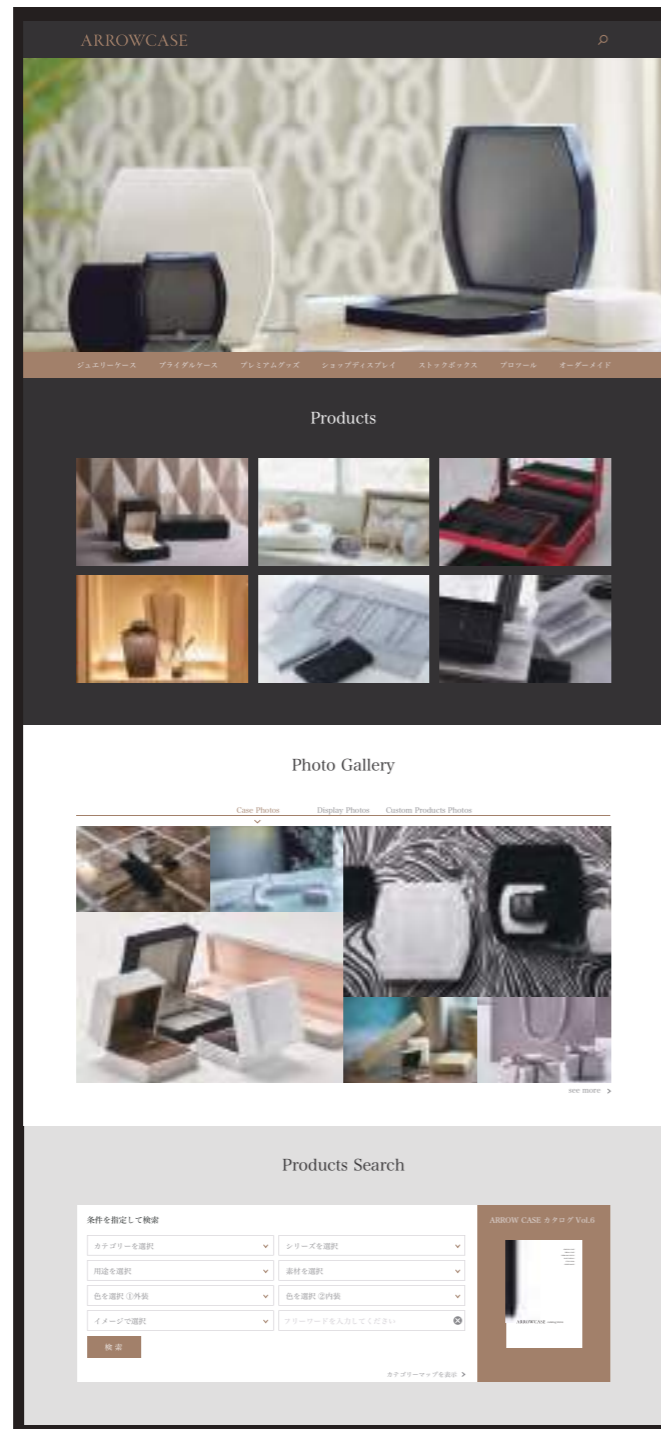 ARROWCASE
ジュエリーケース ブライダルケース プレミアムグッズ ショップディスプレイ ストックボックス プロツール オーダーメイド
Products
Photo Gallery
Case Photos Display Photos Custom Products Photos
see more
Products Search
条件を指定して検索
カテゴリーを選択 シリーズを選択
用途を選択 素材を選択
色を選択 ①外装 色を選択 ②内装
イメージで選択 フリーワードを入力してください
検索
カテゴリーマップを表示
ARROW CASE カタログ Vol.6
ARROWCASE